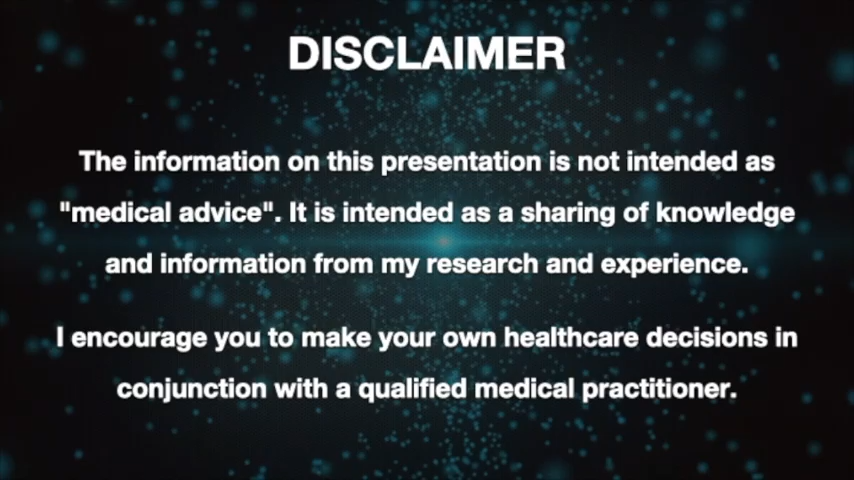 DISCLAIMER
The information on this presentation is not intended as
"medical advice". It is intended as a sharing of knowledge
and information from my research and experience.
I encourage you to make your own healthcare decisions in
conjunction with a qualified medical practitioner.